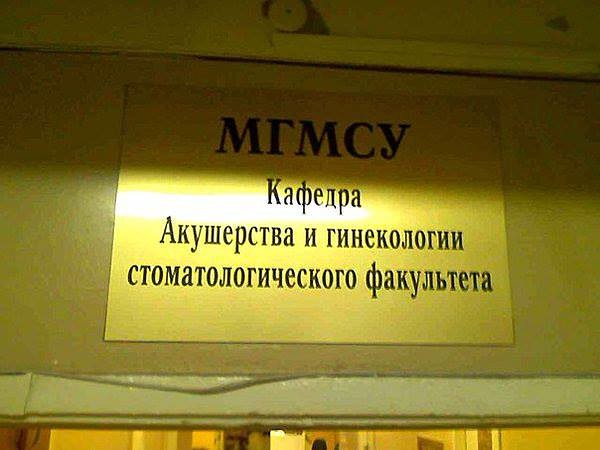 МГМСУ
Кафедра
Акушерства и гинекологии
стоматологического факультета